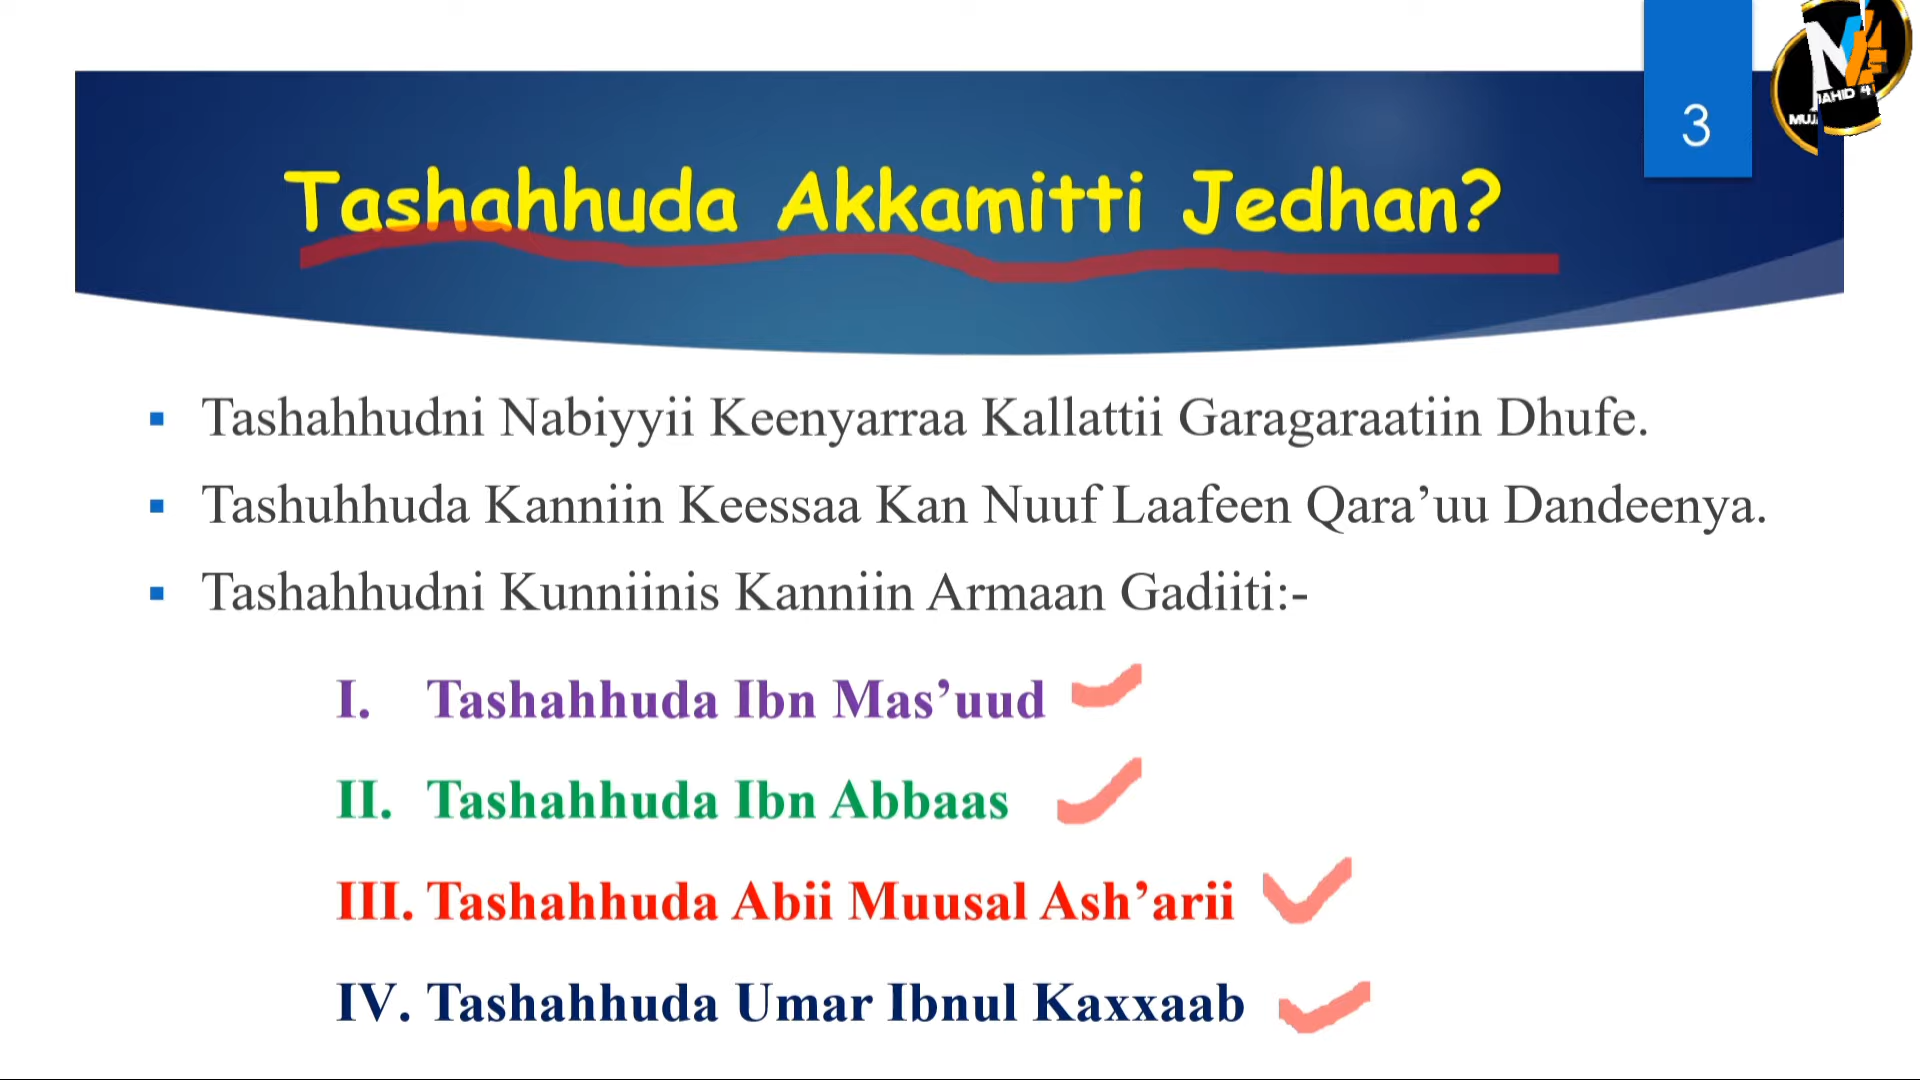 3
Tashahhuda Akkamitti Jedhan?
Tashahhudni Nabiyyii Keenyarraa Kallattii Garagaraatiin Dhufe.
Tashuhhuda Kanniin Keessaa Kan Nuuf Laafeen Qara’uu Dandeenya.
Tashahhudni Kunniinis Kanniin Armaan Gadiiti:-
I. Tashahhuda Ibn Mas’uud
II. Tashahhuda Ibn Abbaas
III. Tashahhuda Abii Muusal Ash’arii
IV. Tashahhuda Umar Ibnul Kaxxaab